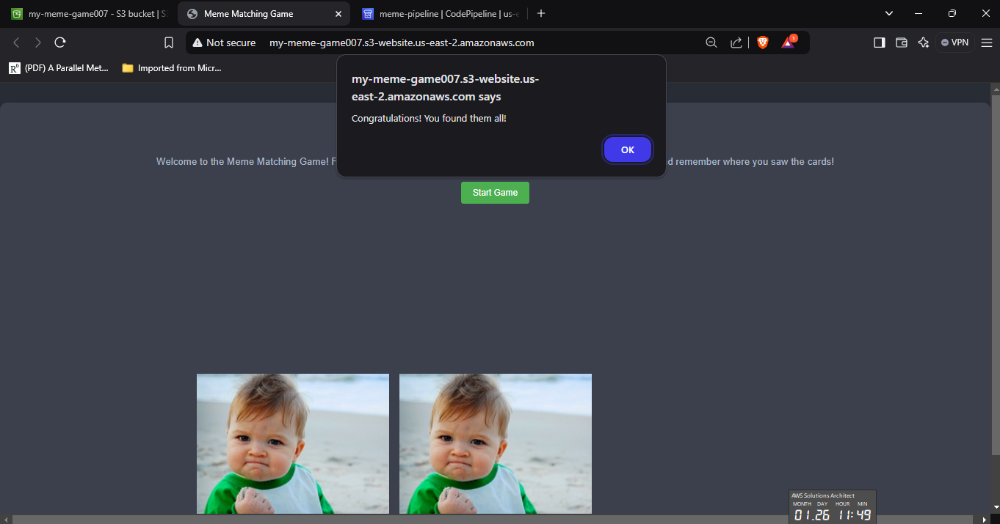 my-meme-game007 - S3 bucket | S3
Meme Matching Game
meme-pipeline | CodePipeline | us-e
Not secure my-meme-game007.s3-website.us-east-2.amazonaws.com
1
VPN
RG (PDF) A Parallel Met...
Imported from Micr...
my-meme-game007.s3-website.us-
east-2.amazonaws.com says
Congratulations! You found them all!
OK
Welcome to the Meme Matching Game! F
d remember where you saw the cards!
Start Game
AWS Solutions Architect
MONTH DAY HOUR MIN
01.26 11:49